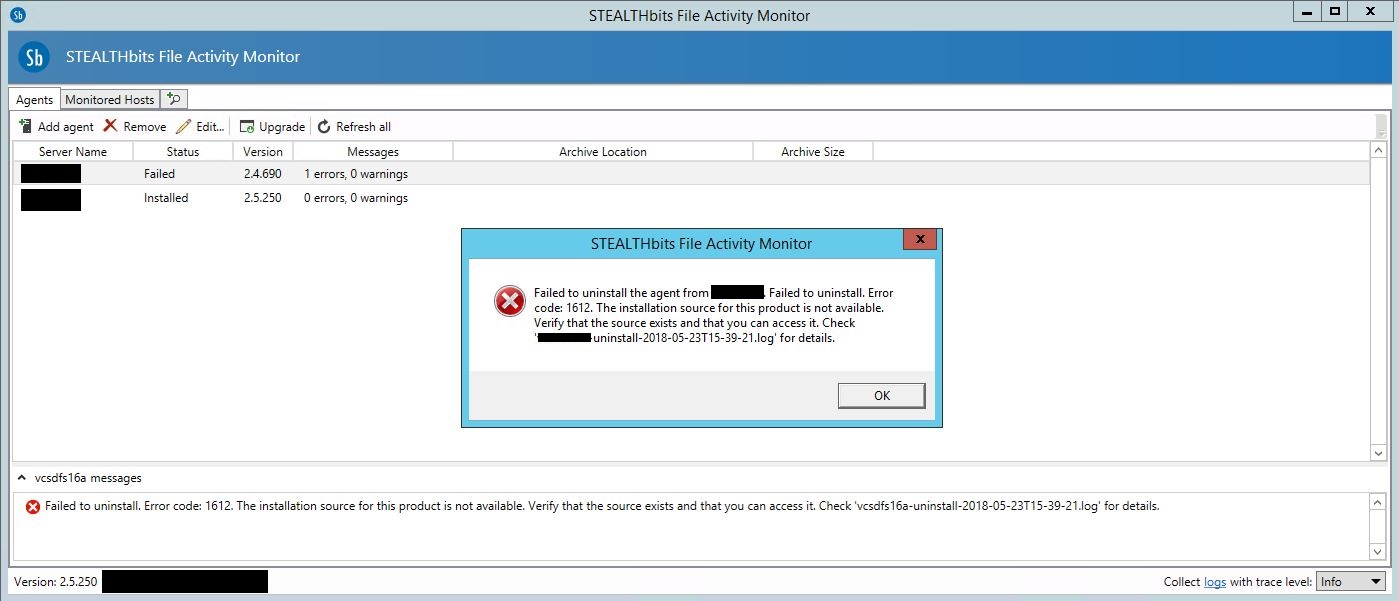 Sb STEALTHbits File Activity Monitor
Sb STEALTHbits File Activity Monitor
Agents Monitored Hosts
Add agent Remove Edit... Upgrade Refresh all
Server Name Status Version Messages Archive Location Archive Size
Failed 2.4.690 1 errors, 0 warnings
Installed 2.5.250 0 errors, 0 warnings
STEALTHbits File Activity Monitor
Failed to uninstall the agent from . Failed to uninstall. Error
code: 1612. The installation source for this product is not available.
Verify that the source exists and that you can access it. Check
'-uninstall-2018-05-23T15-39-21.log' for details.
OK
vcsdfs16a messages
Failed to uninstall. Error code: 1612. The installation source for this product is not available. Verify that the source exists and that you can access it. Check 'vcsdfs16a-uninstall-2018-05-23T15-39-21.log' for details.
Version: 2.5.250 Collect logs with trace level: Info